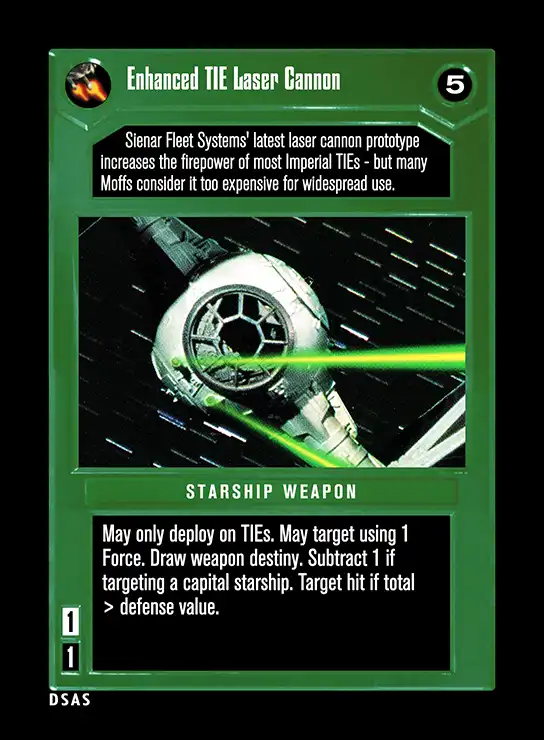 Enhanced TIE Laser Cannon
5
Sienar Fleet Systems' latest laser cannon prototype
increases the firepower of most Imperial TIEs - but many
Moffs consider it too expensive for widespread use.
STARSHIP WEAPON
May only deploy on TIEs. May target using 1
Force. Draw weapon destiny. Subtract 1 if
targeting a capital starship. Target hit if total
> defense value.
1
1
DSAS